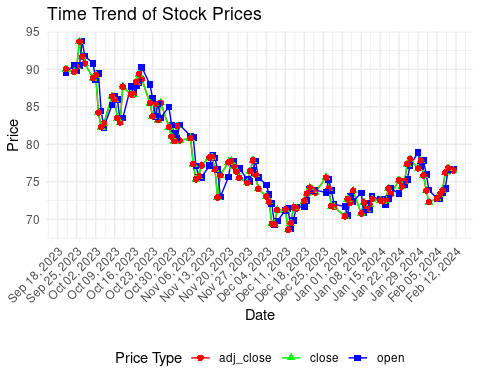 Time Trend of Stock Prices
95
90
85
80
75
70
Price
Sep 18, 2023
Sep 25, 2023
Oct 02, 2023
Oct 09, 2023
Oct 16, 2023
Oct 23, 2023
Oct 30, 2023
Nov 06, 2023
Nov 13, 2023
Nov 20, 2023
Nov 27, 2023
Dec 04, 2023
Dec 11, 2023
Dec 18, 2023
Dec 25, 2023
Jan 01, 2024
Jan 08, 2024
Jan 15, 2024
Jan 22, 2024
Jan 29, 2024
Feb 05, 2024
Feb 12, 2024
Date
Price Type adj_close close open